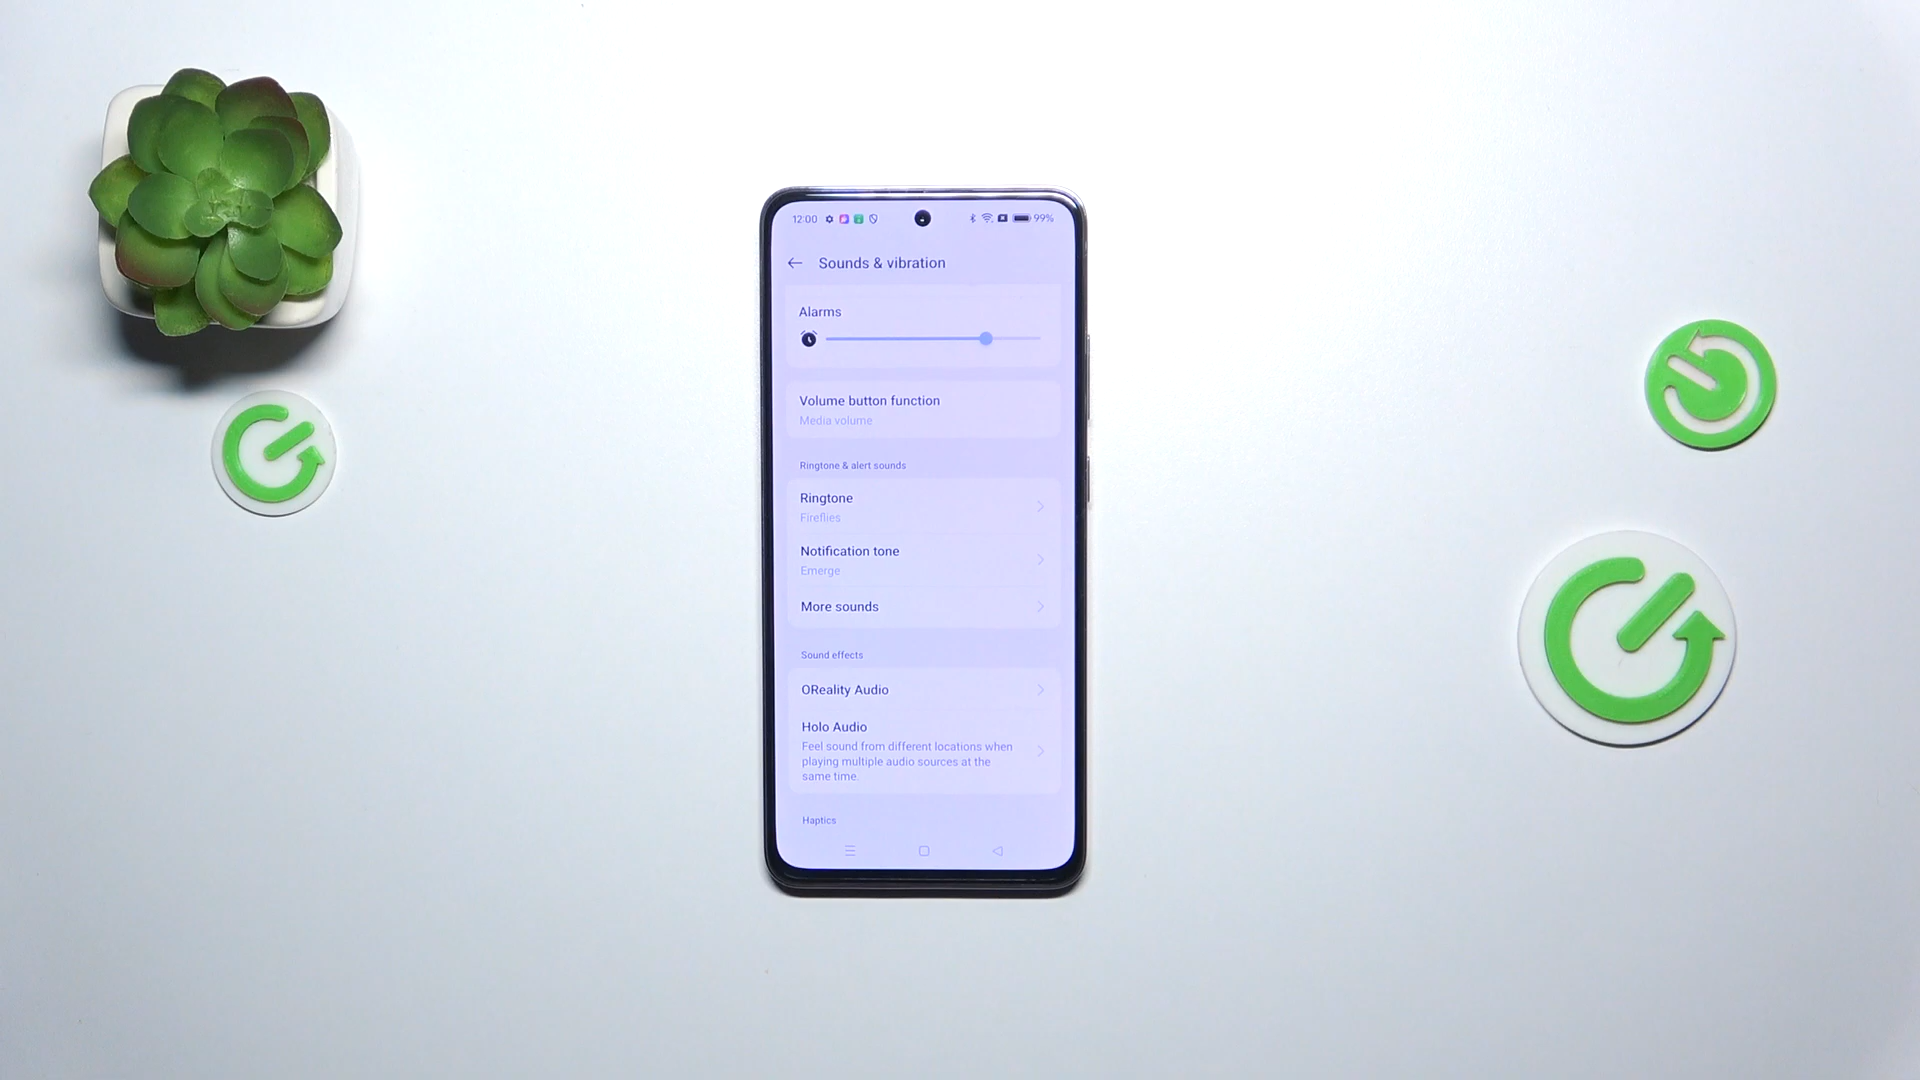 12:00
99%
Sounds & vibration
Alarms
Volume button function
Media volume
Ringtone & alert sounds
Ringtone
Fireflies
Notification tone
Emerge
More sounds
Sound effects
OReality Audio
Holo Audio
Feel sound from different locations when
playing multiple audio sources at the
same time.
Haptics